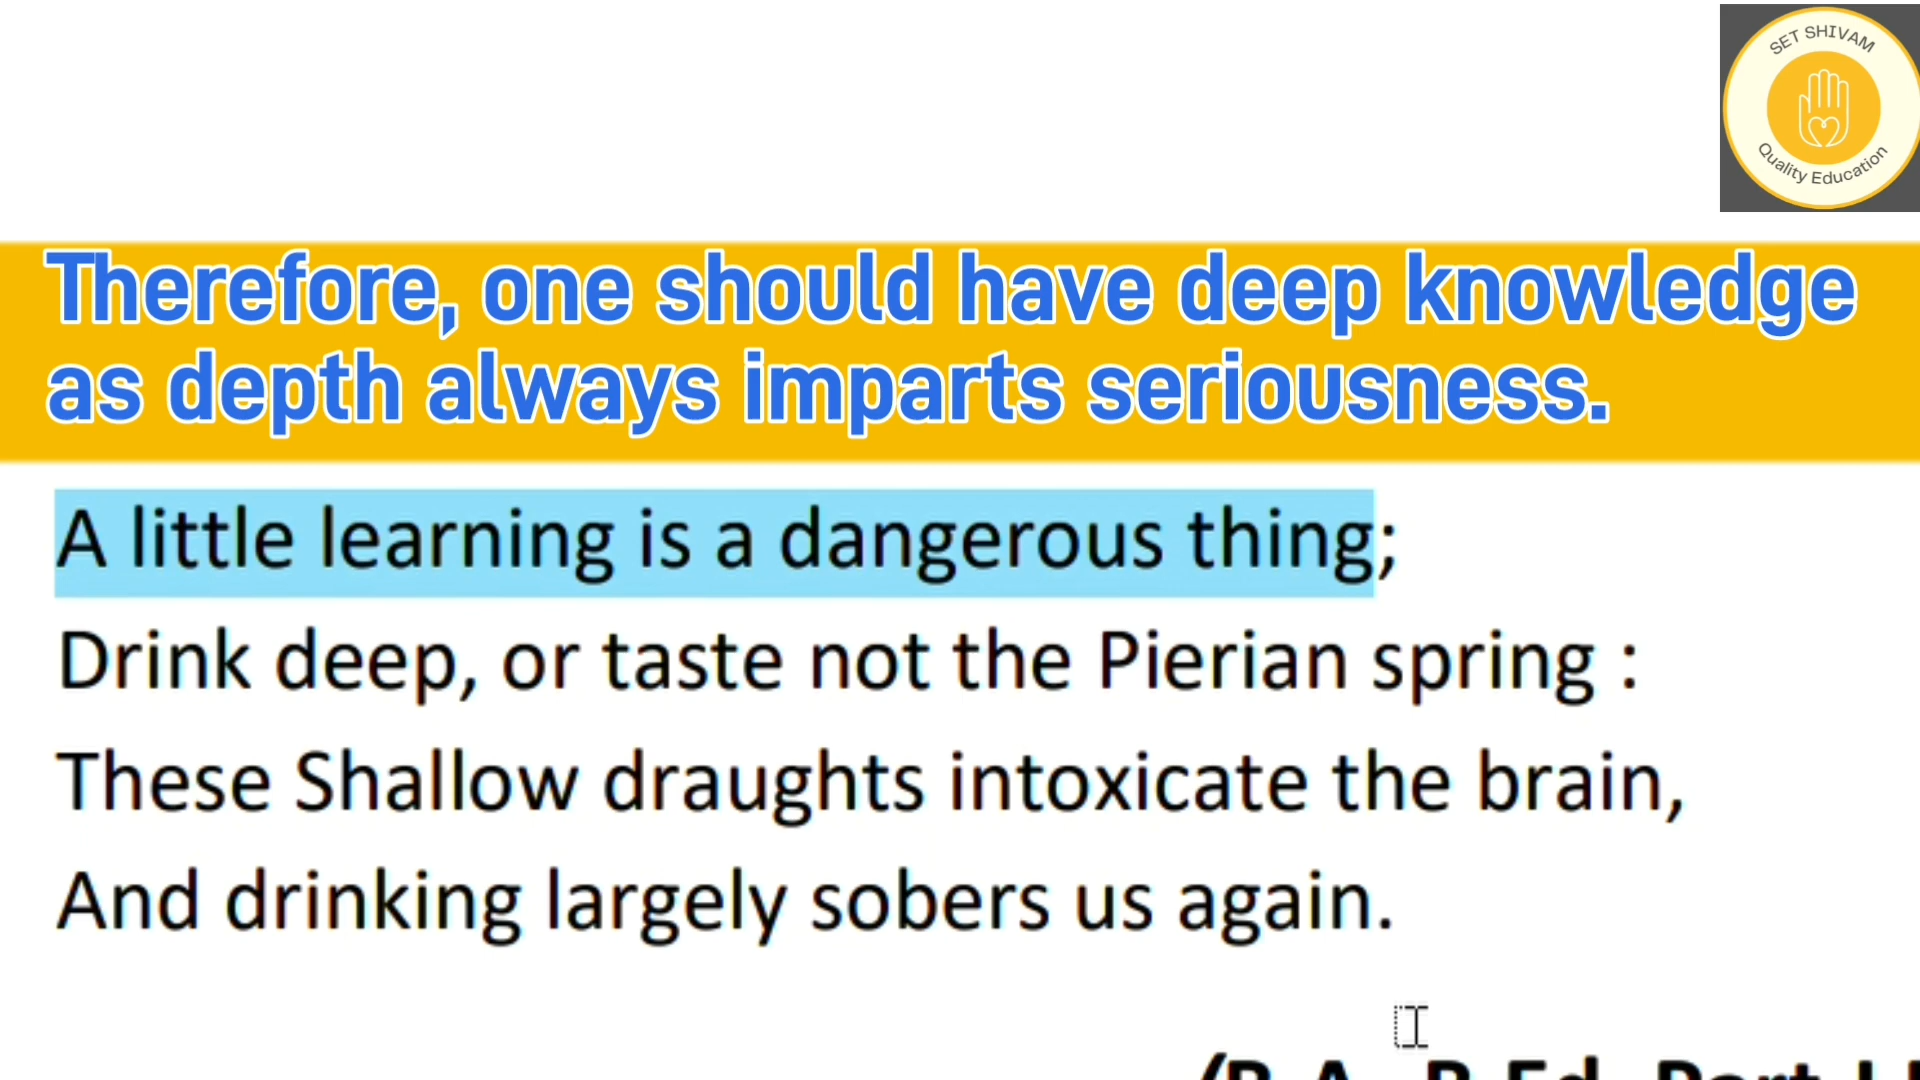 SET SHIVAM
Quality Education
Therefore, one should have deep knowledge
as depth always imparts seriousness.
A little learning is a dangerous thing;
Drink deep, or taste not the Pierian spring :
These Shallow draughts intoxicate the brain,
And drinking largely sobers us again.